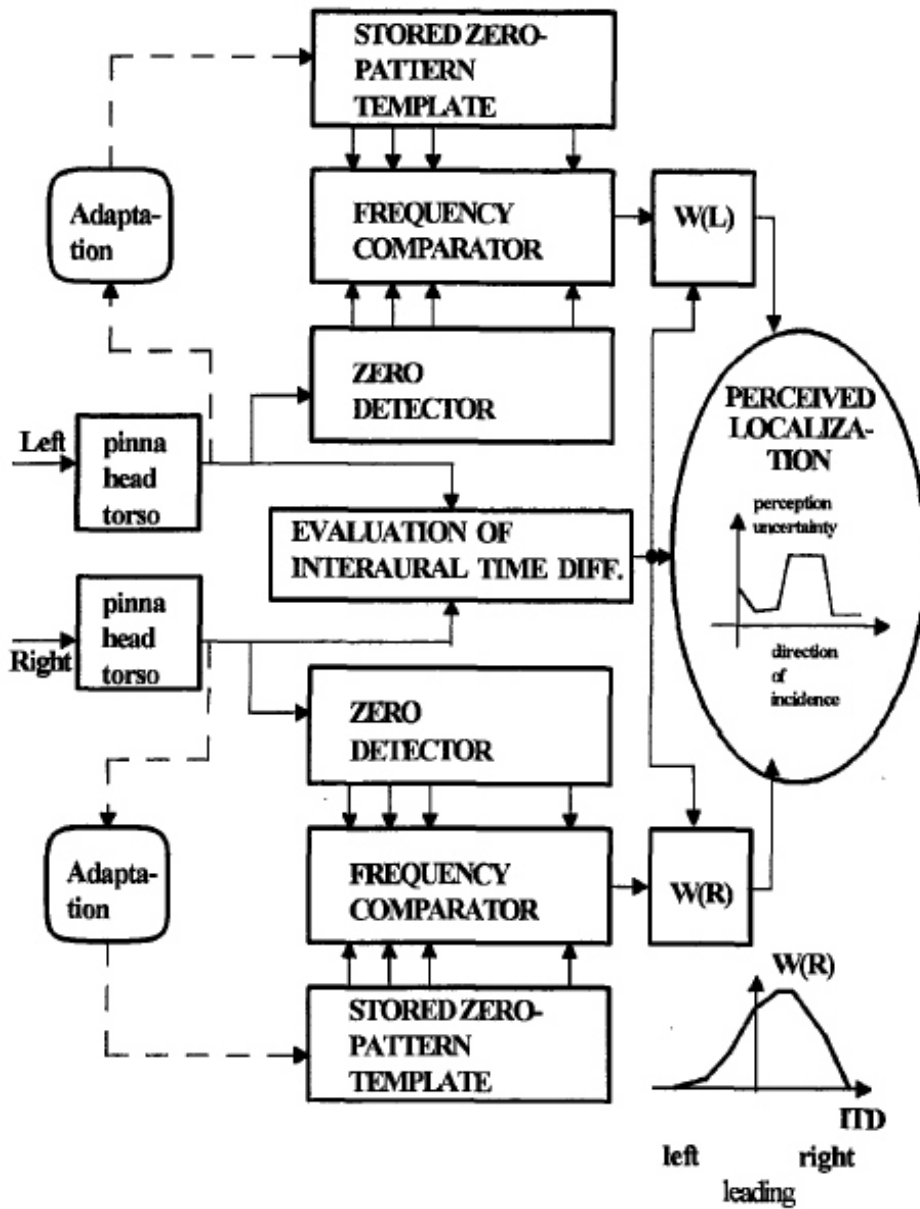 STORED ZERO-
PATTERN
TEMPLATE
Adapta-
tion
FREQUENCY
COMPARATOR
W(L)
ZERO
DETECTOR
Left
pinna
head
torso
EVALUATION OF
INTERAURAL TIME DIFF.
PERCEIVED
LOCALIZA-
TION
perception
uncertainty
direction
of
incidence
Right
pinna
head
torso
ZERO
DETECTOR
Adapta-
tion
FREQUENCY
COMPARATOR
W(R)
STORED ZERO-
PATTERN
TEMPLATE
W(R)
ITD
left right
leading